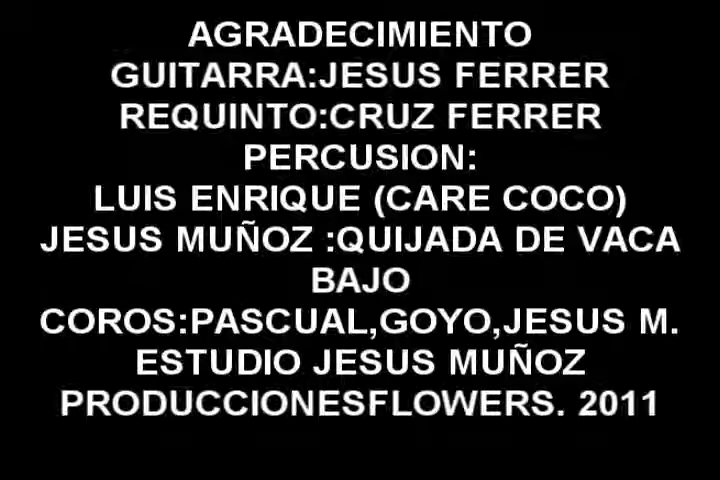 AGRADECIMIENTO
GUITARRA:JESUS FERRER
REQUINTO:CRUZ FERRER
PERCUSION:
LUIS ENRIQUE (CARE COCO)
JESUS MUÑOZ :QUIJADA DE VACA
BAJO
COROS:PASCUAL,GOYO,JESUS M.
ESTUDIO JESUS MUÑOZ
PRODUCCIONESFLOWERS. 2011